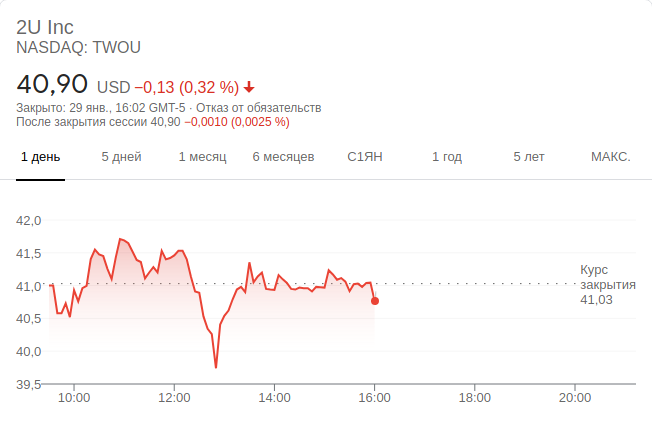 2U Inc
NASDAQ: TWOU
40,90 USD −0,13 (0,32 %)
Закрыто: 29 янв., 16:02 GMT-5 · Отказ от обязательств
После закрытия сессии 40,90 −0,0010 (0,0025 %)
1 день 5 дней 1 месяц 6 месяцев С1ЯН 1 год 5 лет МАКС.
42,0
41,5
Курс
закрытия
41,03
41,0
40,5
40,0
39,5
10:00 12:00 14:00 16:00 18:00 20:00